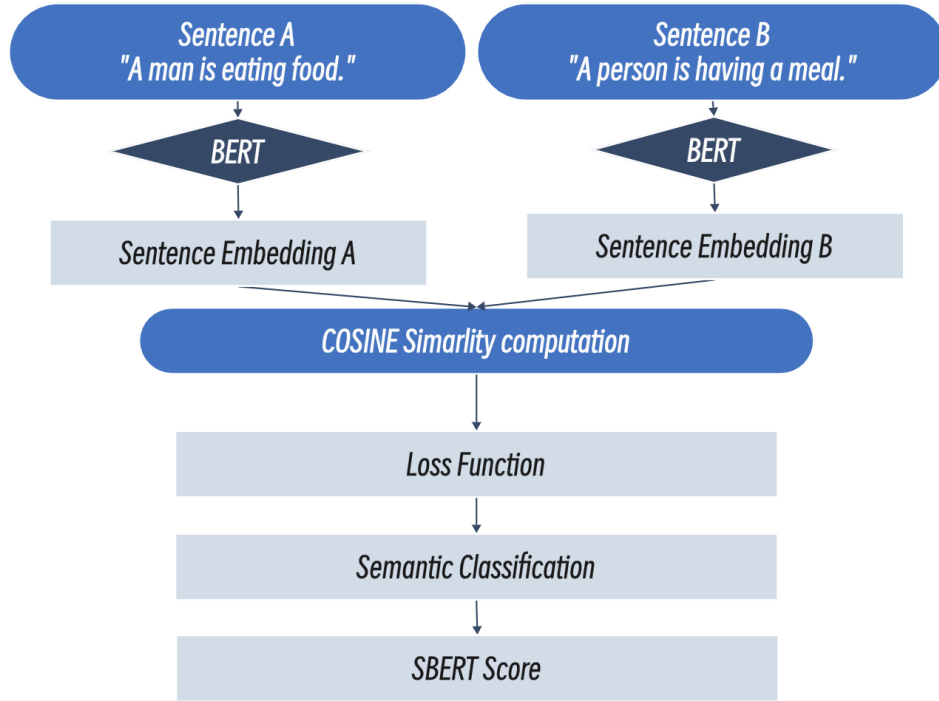 Sentence A
"A man is eating food."
Sentence B
"A person is having a meal."
BERT
BERT
Sentence Embedding A
Sentence Embedding B
COSINE Simarlity computation
Loss Function
Semantic Classification
SBERT Score